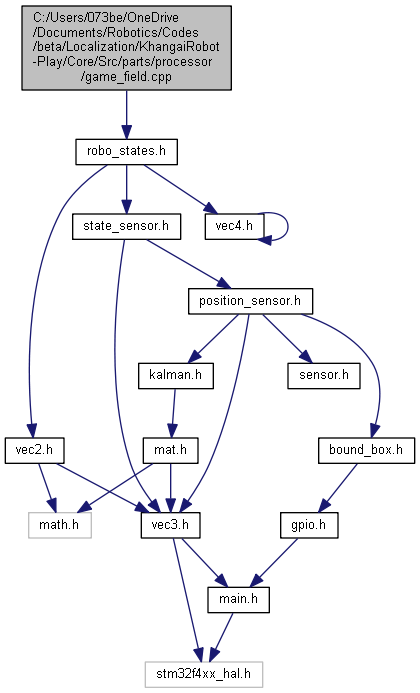 C:/Users/073be/OneDrive
/Documents/Robotics/Codes
/beta/Localization/KhangaiRobot
-Play/Core/Src/parts/processor
/game_field.cpp
robo_states.h
state_sensor.h
vec4.h
position_sensor.h
kalman.h
sensor.h
vec2.h
mat.h
bound_box.h
math.h
vec3.h
gpio.h
main.h
stm32f4xx_hal.h